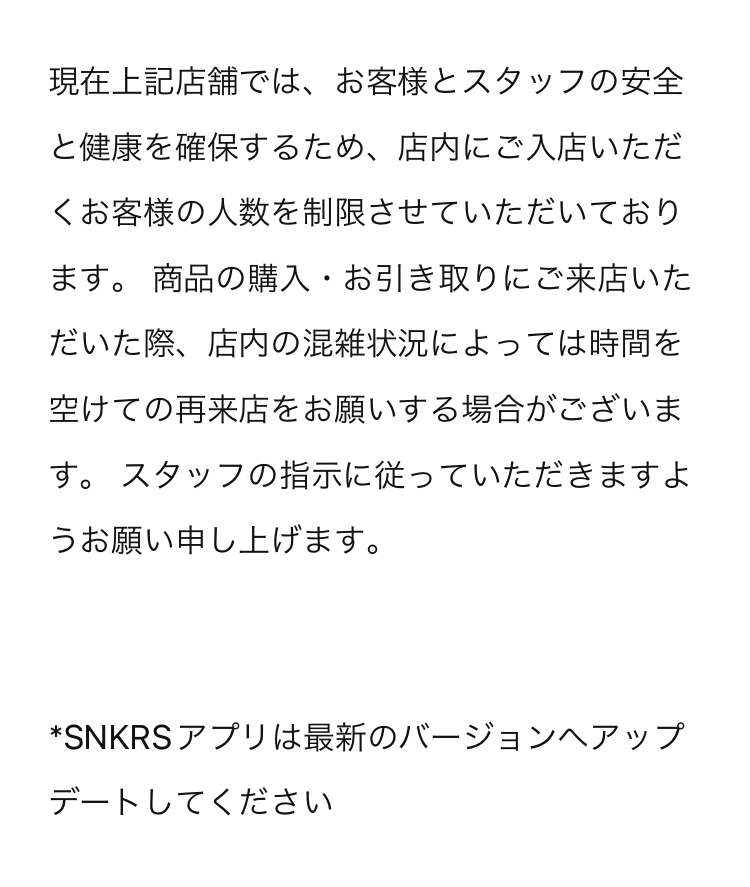 現在上記店舗では、お客様とスタッフの安全
と健康を確保するため、店内にご入店いただ
くお客様の人数を制限させていただいており
ます。 商品の購入・お引き取りにご来店いた
だいた際、店内の混雑状況によっては時間を
空けての再来店をお願いする場合がございま
す。 スタッフの指示に従っていただきますよ
うお願い申し上げます。
*SNKRSアプリは最新のバージョンへアップ
デートしてください